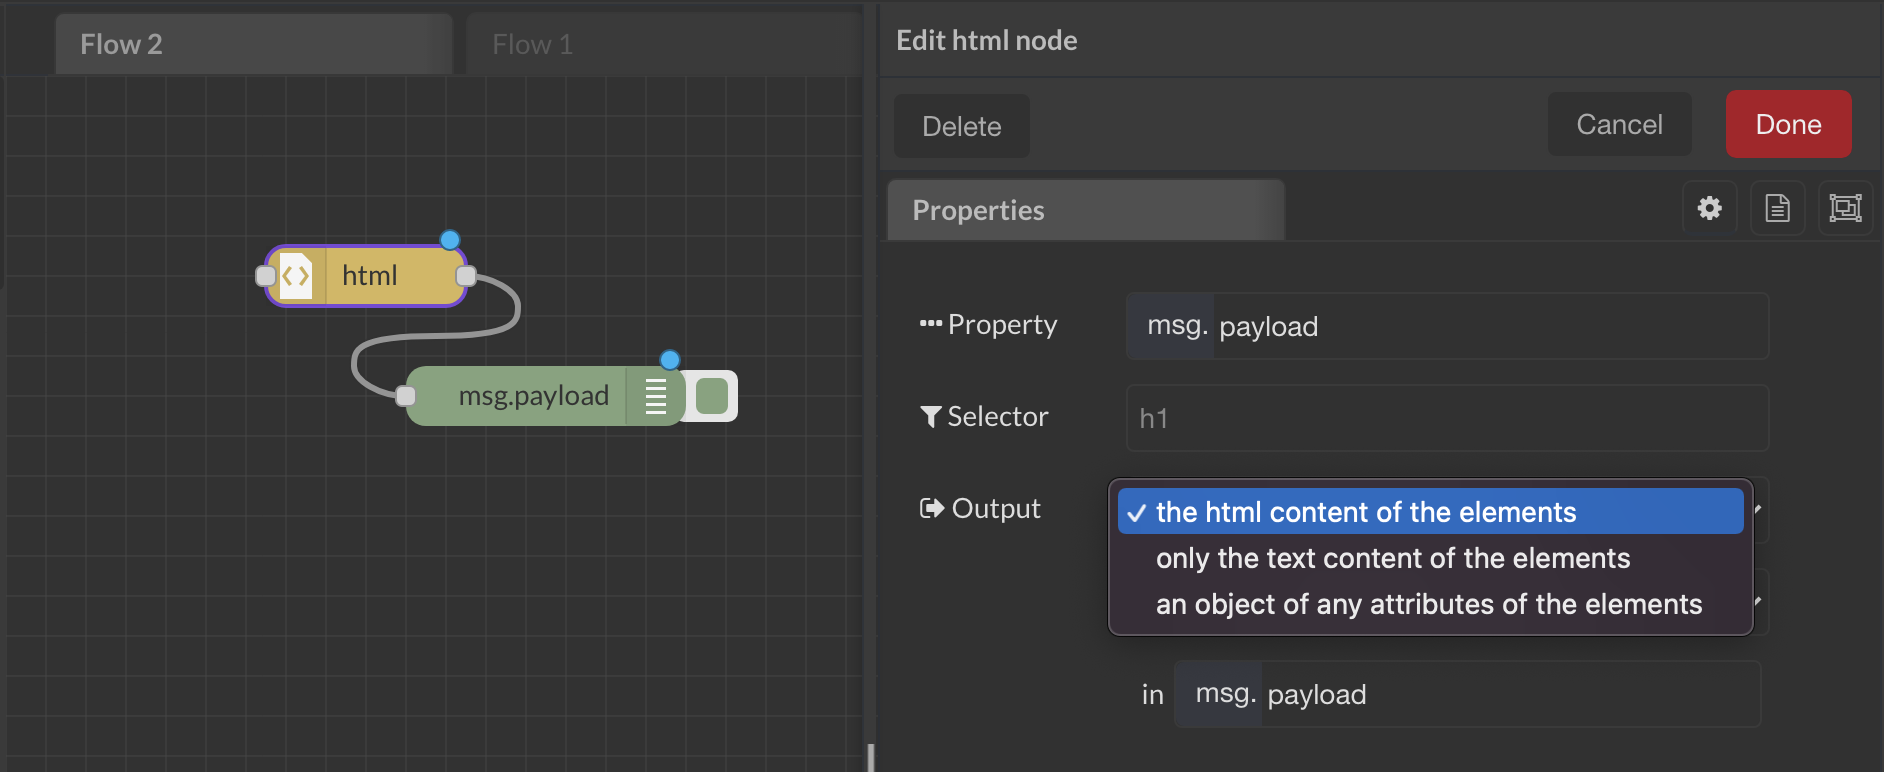 Flow 2
Flow 1
html
msg.payload
Edit html node
Delete
Cancel
Done
Properties
Property
msg. payload
Selector
h1
Output
the html content of the elements
only the text content of the elements
an object of any attributes of the elements
in msg. payload